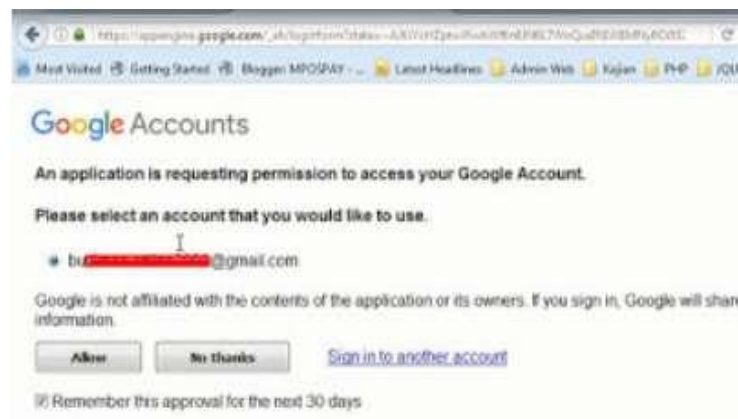 Most Visited Getting Started Blogger: MPOSPAY - ... Latest Headlines Admin Web Kajian PHP
Google Accounts
An application is requesting permission to access your Google Account.
Please select an account that you would like to use.
bu @gmail.com
Google is not affiliated with the contents of the application or its owners. If you sign in, Google will share
information.
Allow No thanks Sign in to another account
Remember this approval for the next 30 days